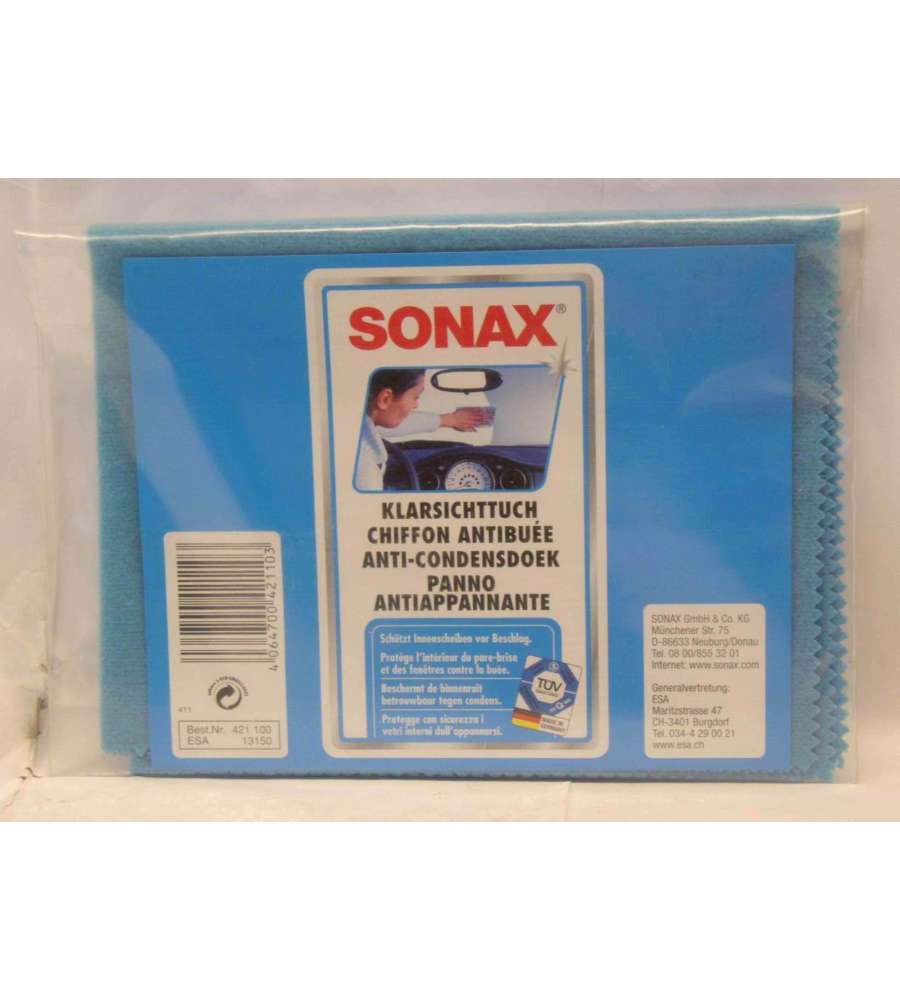 SONAX®
KLARSICHTTUCH
CHIFFON ANTIBUÉE
ANTI-CONDENSDOEK
PANNO
ANTIAPPANNANTE
Schützt Innenscheiben vor Beschlag.
Protège l'intérieur du pare-brise
et des fenêtres contre la buée.
Beschermt de binnenruit
betrouwbaar tegen condens.
Protegge con sicurezza i
vetri interni dall'appannarsi.
TÜV
MADE IN
GERMANY
4 064700 421103
411
Best.Nr. 421 100
ESA 13150
SONAX GmbH & Co. KG
Münchener Str. 75
D-86633 Neuburg/Donau
Tel. 08 00/855 32 01
Internet: www.sonax.com
Generalvertretung:
ESA
Maritzstrasse 47
CH-3401 Burgdorf
Tel. 034-4 29 00 21
www.esa.ch